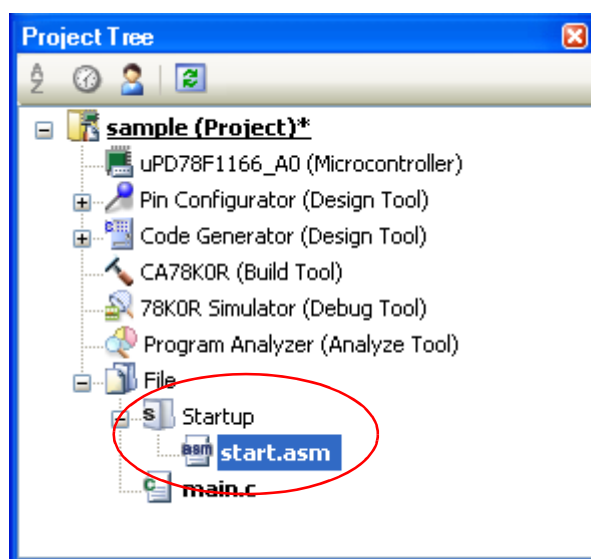 Project Tree
sample (Project)*
uPD78F1166_A0 (Microcontroller)
Pin Configurator (Design Tool)
Code Generator (Design Tool)
CA78K0R (Build Tool)
78K0R Simulator (Debug Tool)
Program Analyzer (Analyze Tool)
File
Startup
start.asm
main.c